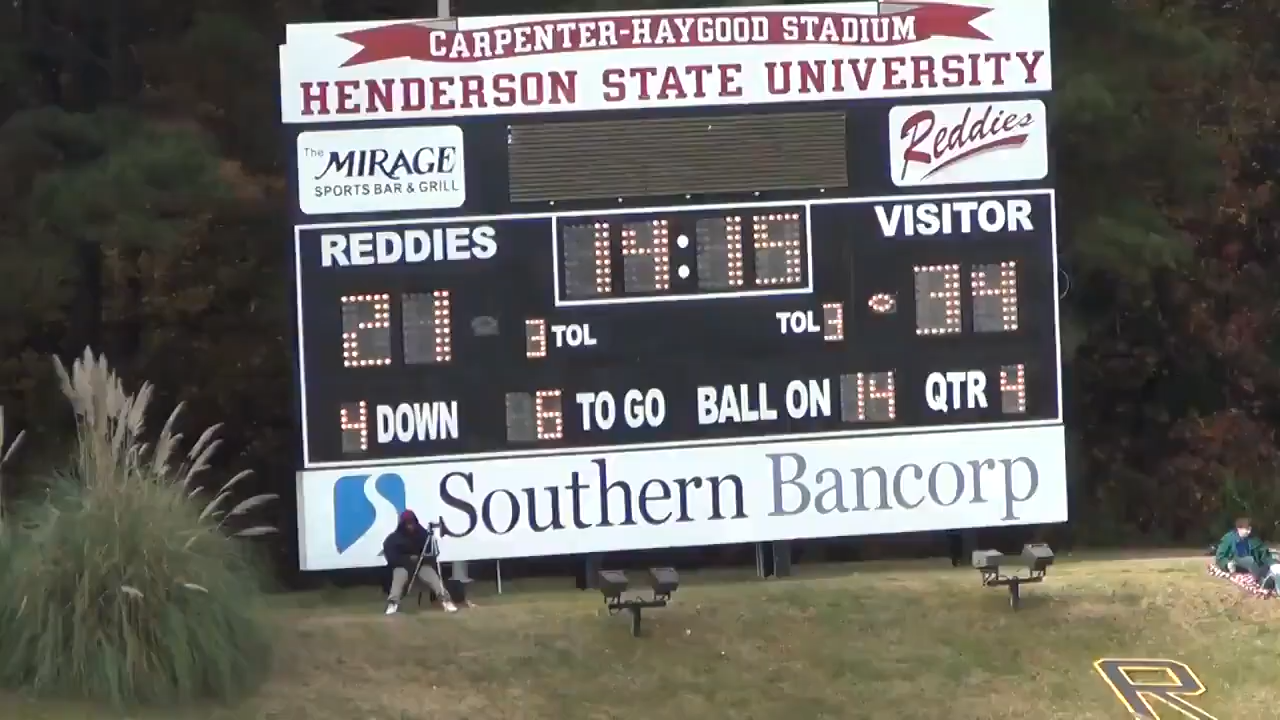 CARPENTER-HAYGOOD STADIUM
HENDERSON STATE UNIVERSITY
The MIRAGE
SPORTS BAR & GRILL
Reddies
REDDIES 14:15 VISITOR
21 3 TOL TOL 3 34
4 DOWN 6 TO GO BALL ON 14 QTR 4
Southern Bancorp
R